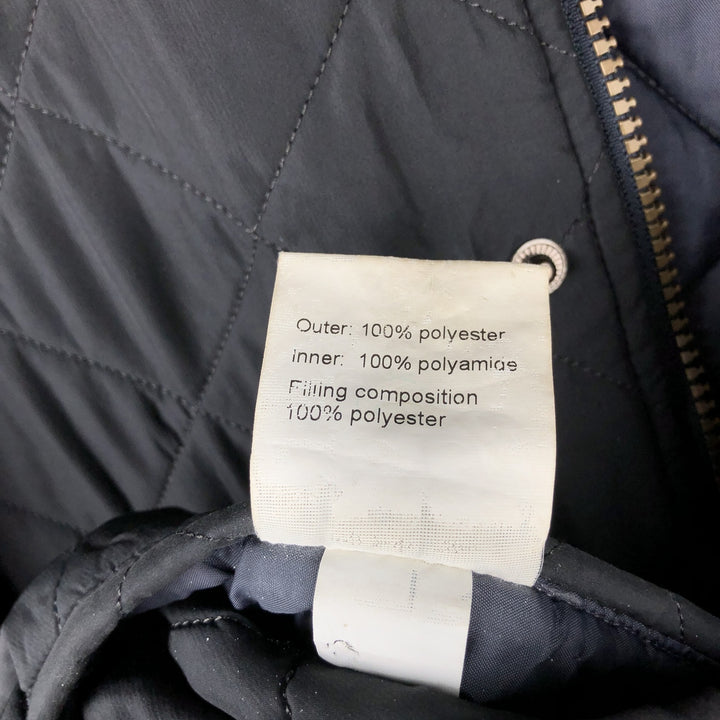 Outer: 100% polyester
Inner: 100% polyamide
Filling composition
100% polyester